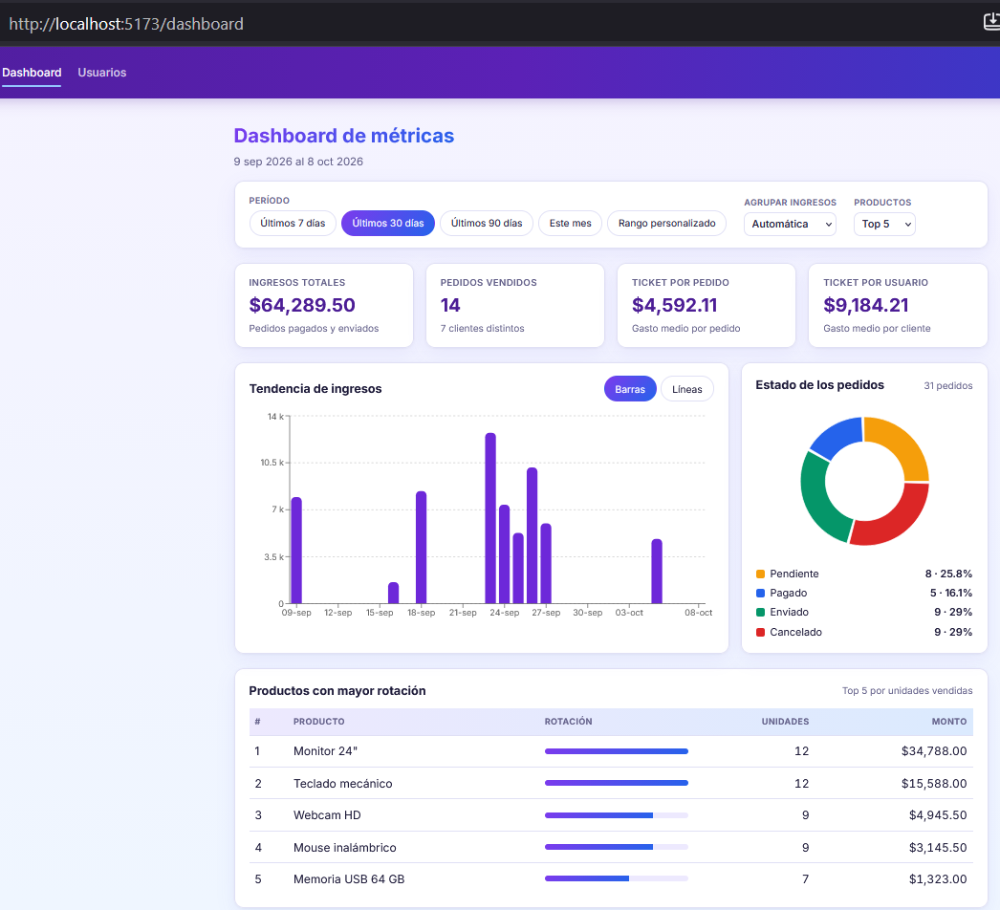 http://localhost:5173/dashboard
Dashboard Usuarios
Dashboard de métricas
9 sep 2026 al 8 oct 2026
PERÍODO
Últimos 7 días Últimos 30 días Últimos 90 días Este mes Rango personalizado
AGRUPAR INGRESOS
Automática
PRODUCTOS
Top 5
INGRESOS TOTALES
$64,289.50
Pedidos pagados y enviados
PEDIDOS VENDIDOS
14
7 clientes distintos
TICKET POR PEDIDO
$4,592.11
Gasto medio por pedido
TICKET POR USUARIO
$9,184.21
Gasto medio por cliente
Tendencia de ingresos
Barras Líneas
14 k
10.5 k
7 k
3.5 k
0
09-sep 12-sep 15-sep 18-sep 21-sep 24-sep 27-sep 30-sep 03-oct 08-oct
Estado de los pedidos 31 pedidos
Pendiente 8 · 25.8%
Pagado 5 · 16.1%
Enviado 9 · 29%
Cancelado 9 · 29%
Productos con mayor rotación Top 5 por unidades vendidas
# PRODUCTO ROTACIÓN UNIDADES MONTO
1 Monitor 24" 12 $34,788.00
2 Teclado mecánico 12 $15,588.00
3 Webcam HD 9 $4,945.50
4 Mouse inalámbrico 9 $3,145.50
5 Memoria USB 64 GB 7 $1,323.00